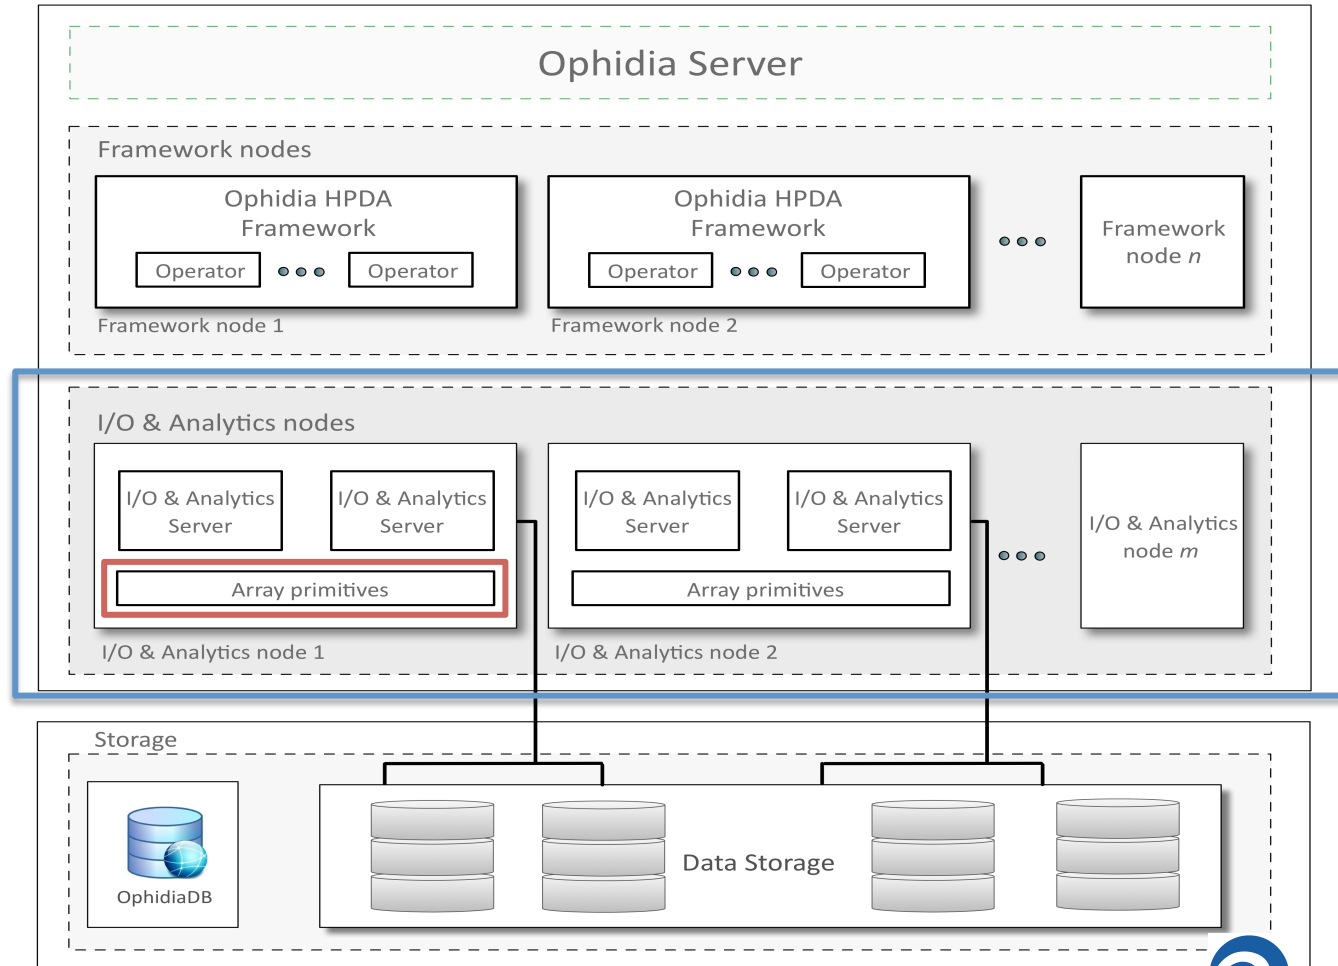 Ophidia Server
Framework nodes
Ophidia HPDA
Framework
Operator
Operator
Framework node 1
Ophidia HPDA
Framework
Operator
Operator
Framework node 2
Framework
node n
I/O & Analytics nodes
I/O & Analytics
Server
I/O & Analytics
Server
Array primitives
I/O & Analytics node 1
I/O & Analytics
Server
I/O & Analytics
Server
Array primitives
I/O & Analytics node 2
I/O & Analytics
node m
Storage
OphidiaDB
Data Storage